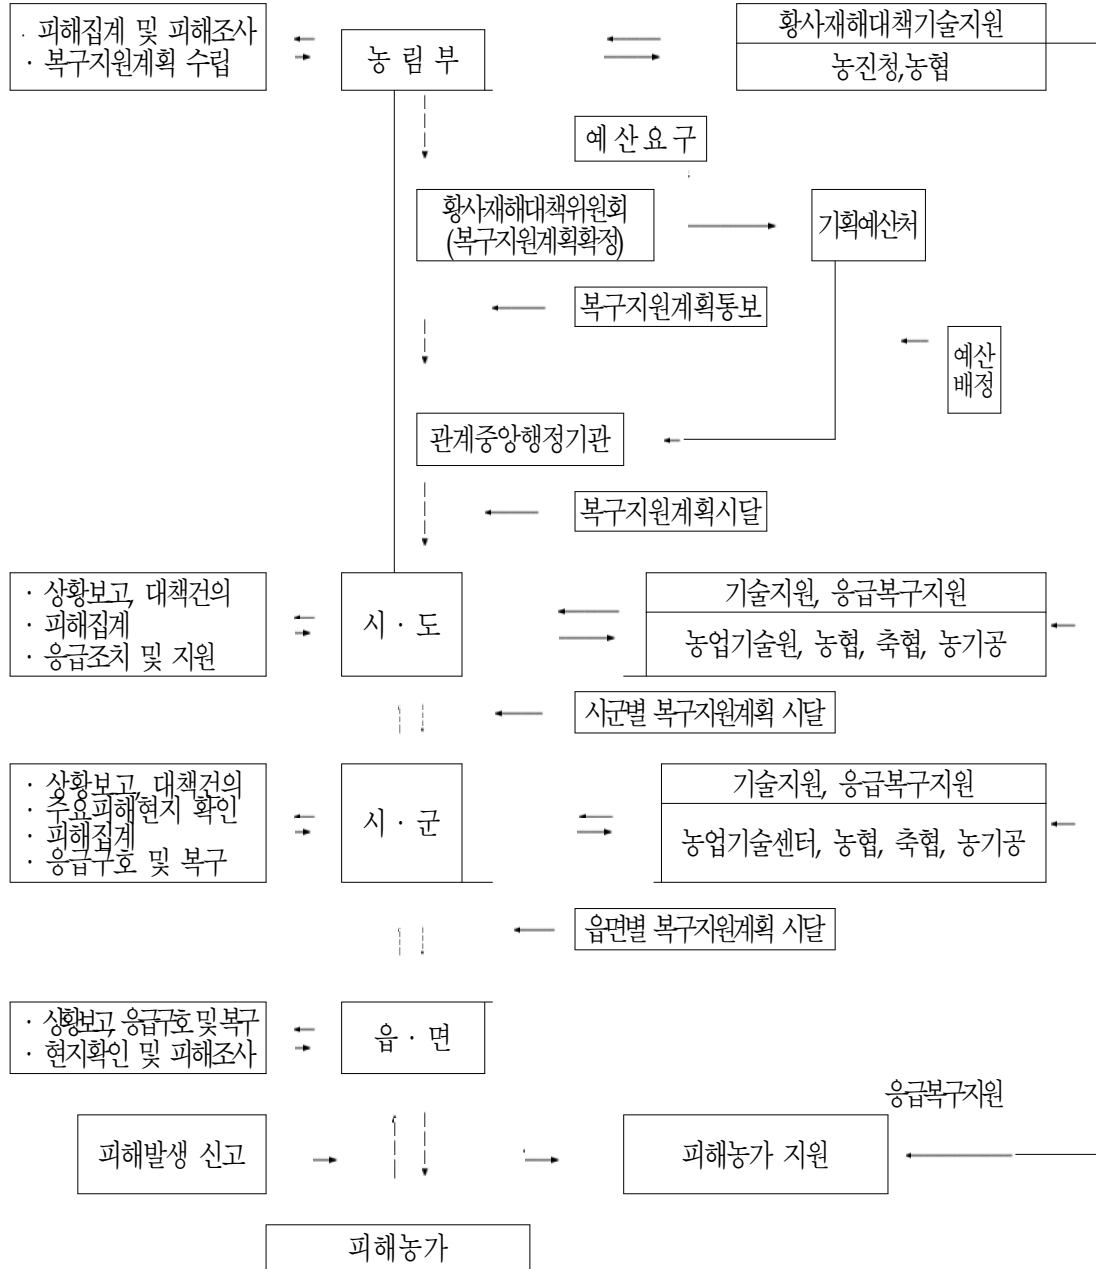 · 피해집계 및 피해조사
· 복구지원계획 수립
농 림 부
황사재해대책기술지원
농진청,농협
예 산 요 구
황사재해대책위원회
(복구지원계획확정)
기획예산처
복구지원계획통보
예산
배정
관계중앙행정기관
복구지원계획시달
· 상황보고, 대책건의
· 피해집계
· 응급조치 및 지원
시 · 도
기술지원, 응급복구지원
농업기술원, 농협, 축협, 농기공
시군별 복구지원계획 시달
· 상황보고, 대책건의
· 주요피해현지 확인
· 피해집계
· 응급구호 및 복구
시 · 군
기술지원, 응급복구지원
농업기술센터, 농협, 축협, 농기공
읍면별 복구지원계획 시달
· 상황보고, 응급구호 및 복구
· 현지확인 및 피해조사
읍 · 면
응급복구지원
피해발생 신고
피해농가 지원
피해농가